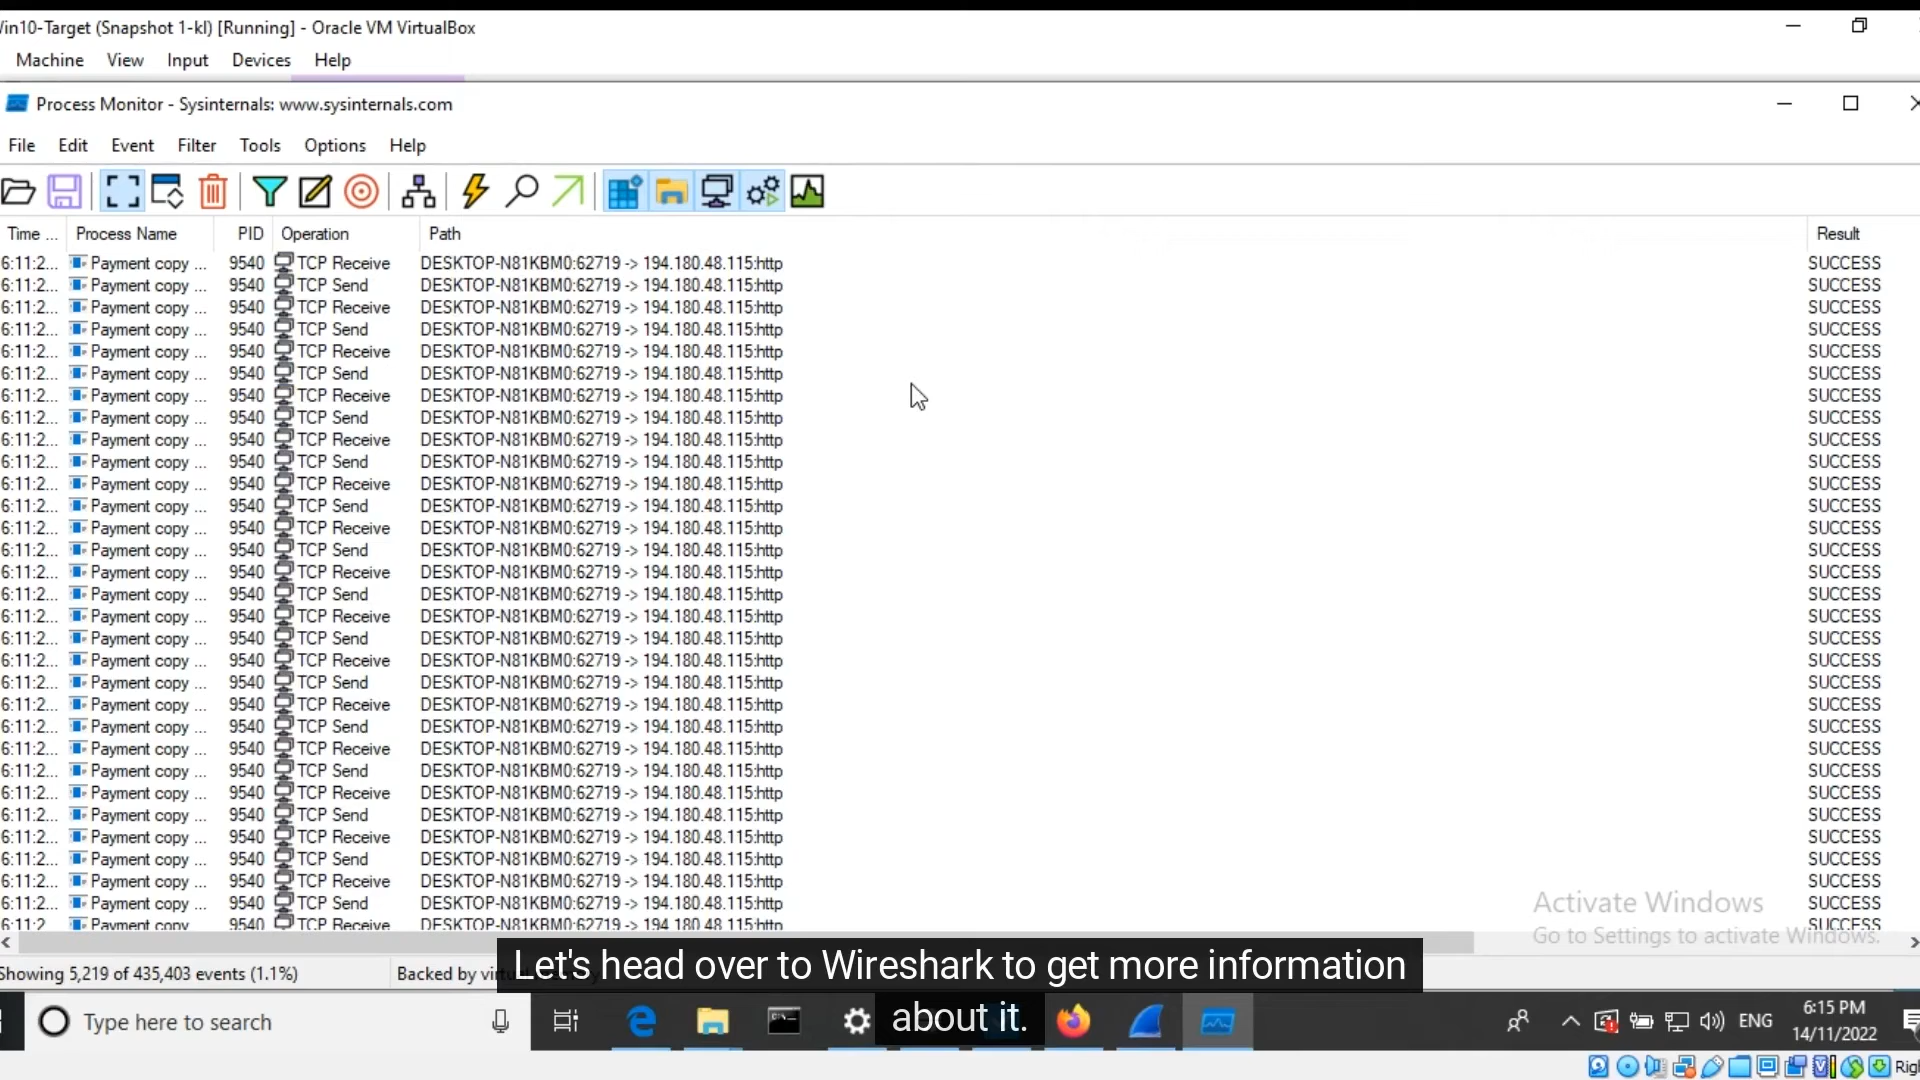 in10-Target (Snapshot 1-kl) [Running] - Oracle VM VirtualBox
Machine View Input Devices Help
Process Monitor - Sysinternals: www.sysinternals.com
File Edit Event Filter Tools Options Help
Time ... Process Name PID Operation Path Result
6:11:2... Payment copy ... 9540 TCP Receive DESKTOP-N81KBM0:62719 -> 194.180.48.115:http SUCCESS
6:11:2... Payment copy ... 9540 TCP Send DESKTOP-N81KBM0:62719 -> 194.180.48.115:http SUCCESS
6:11:2... Payment copy ... 9540 TCP Receive DESKTOP-N81KBM0:62719 -> 194.180.48.115:http SUCCESS
6:11:2... Payment copy ... 9540 TCP Send DESKTOP-N81KBM0:62719 -> 194.180.48.115:http SUCCESS
6:11:2... Payment copy ... 9540 TCP Receive DESKTOP-N81KBM0:62719 -> 194.180.48.115:http SUCCESS
6:11:2... Payment copy ... 9540 TCP Send DESKTOP-N81KBM0:62719 -> 194.180.48.115:http SUCCESS
6:11:2... Payment copy ... 9540 TCP Receive DESKTOP-N81KBM0:62719 -> 194.180.48.115:http SUCCESS
6:11:2... Payment copy ... 9540 TCP Send DESKTOP-N81KBM0:62719 -> 194.180.48.115:http SUCCESS
6:11:2... Payment copy ... 9540 TCP Receive DESKTOP-N81KBM0:62719 -> 194.180.48.115:http SUCCESS
6:11:2... Payment copy ... 9540 TCP Send DESKTOP-N81KBM0:62719 -> 194.180.48.115:http SUCCESS
6:11:2... Payment copy ... 9540 TCP Receive DESKTOP-N81KBM0:62719 -> 194.180.48.115:http SUCCESS
6:11:2... Payment copy ... 9540 TCP Send DESKTOP-N81KBM0:62719 -> 194.180.48.115:http SUCCESS
6:11:2... Payment copy ... 9540 TCP Receive DESKTOP-N81KBM0:62719 -> 194.180.48.115:http SUCCESS
6:11:2... Payment copy ... 9540 TCP Send DESKTOP-N81KBM0:62719 -> 194.180.48.115:http SUCCESS
6:11:2... Payment copy ... 9540 TCP Receive DESKTOP-N81KBM0:62719 -> 194.180.48.115:http SUCCESS
6:11:2... Payment copy ... 9540 TCP Send DESKTOP-N81KBM0:62719 -> 194.180.48.115:http SUCCESS
6:11:2... Payment copy ... 9540 TCP Receive DESKTOP-N81KBM0:62719 -> 194.180.48.115:http SUCCESS
6:11:2... Payment copy ... 9540 TCP Send DESKTOP-N81KBM0:62719 -> 194.180.48.115:http SUCCESS
6:11:2... Payment copy ... 9540 TCP Receive DESKTOP-N81KBM0:62719 -> 194.180.48.115:http SUCCESS
6:11:2... Payment copy ... 9540 TCP Send DESKTOP-N81KBM0:62719 -> 194.180.48.115:http SUCCESS
6:11:2... Payment copy ... 9540 TCP Receive DESKTOP-N81KBM0:62719 -> 194.180.48.115:http SUCCESS
6:11:2... Payment copy ... 9540 TCP Send DESKTOP-N81KBM0:62719 -> 194.180.48.115:http SUCCESS
6:11:2... Payment copy ... 9540 TCP Receive DESKTOP-N81KBM0:62719 -> 194.180.48.115:http SUCCESS
6:11:2... Payment copy ... 9540 TCP Send DESKTOP-N81KBM0:62719 -> 194.180.48.115:http SUCCESS
6:11:2... Payment copy ... 9540 TCP Receive DESKTOP-N81KBM0:62719 -> 194.180.48.115:http SUCCESS
6:11:2... Payment copy ... 9540 TCP Send DESKTOP-N81KBM0:62719 -> 194.180.48.115:http SUCCESS
6:11:2... Payment copy ... 9540 TCP Receive DESKTOP-N81KBM0:62719 -> 194.180.48.115:http SUCCESS
6:11:2... Payment copy ... 9540 TCP Send DESKTOP-N81KBM0:62719 -> 194.180.48.115:http SUCCESS
6:11:2... Payment copy ... 9540 TCP Receive DESKTOP-N81KBM0:62719 -> 194.180.48.115:http SUCCESS
6:11:2... Payment copy ... 9540 TCP Send DESKTOP-N81KBM0:62719 -> 194.180.48.115:http SUCCESS
6:11:2 Payment copy ... 9540 TCP Receive DESKTOP-N81KBM0:62719 -> 194.180.48.115:http SUCCESS
Activate Windows
Go to Settings to activate Windows.
Showing 5,219 of 435,403 events (1.1%) Backed by
Let's head over to Wireshark to get more information
about it.
Type here to search
ENG
6:15 PM
14/11/2022
Righ